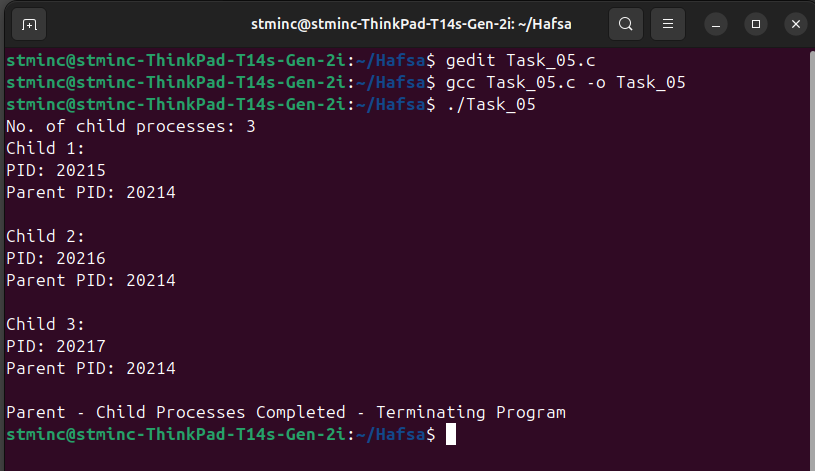 stminc@stminc-ThinkPad-T14s-Gen-2i: ~/Hafsa
stminc@stminc-ThinkPad-T14s-Gen-2i:~/Hafsa$ gedit Task_05.c
stminc@stminc-ThinkPad-T14s-Gen-2i:~/Hafsa$ gcc Task_05.c -o Task_05
stminc@stminc-ThinkPad-T14s-Gen-2i:~/Hafsa$ ./Task_05
No. of child processes: 3
Child 1:
PID: 20215
Parent PID: 20214

Child 2:
PID: 20216
Parent PID: 20214

Child 3:
PID: 20217
Parent PID: 20214

Parent - Child Processes Completed - Terminating Program
stminc@stminc-ThinkPad-T14s-Gen-2i:~/Hafsa$